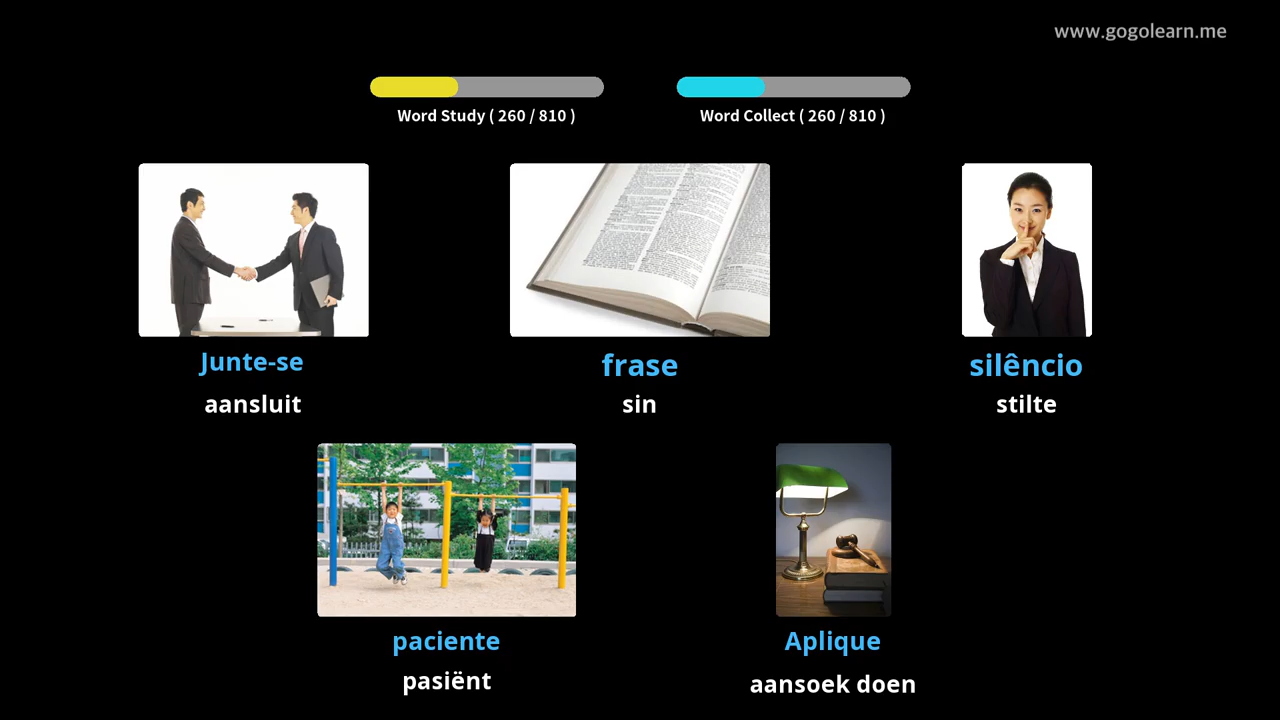 www.gogolearn.me
Word Study ( 260 / 810 )
Word Collect ( 260 / 810 )
Junte-se
aansluit
frase
sin
silêncio
stilte
paciente
pasiënt
Aplique
aansoek doen